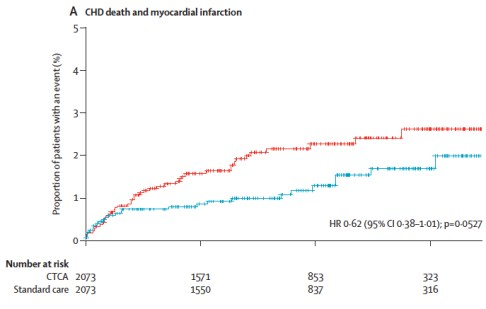 A CHD death and myocardial infarction
Proportion of patients with an event (%)
5
4
3
2
1
0
HR 0·62 (95% CI 0·38–1·01); p=0·0527
Number at risk
CTCA 2073 1571 853 323
Standard care 2073 1550 837 316